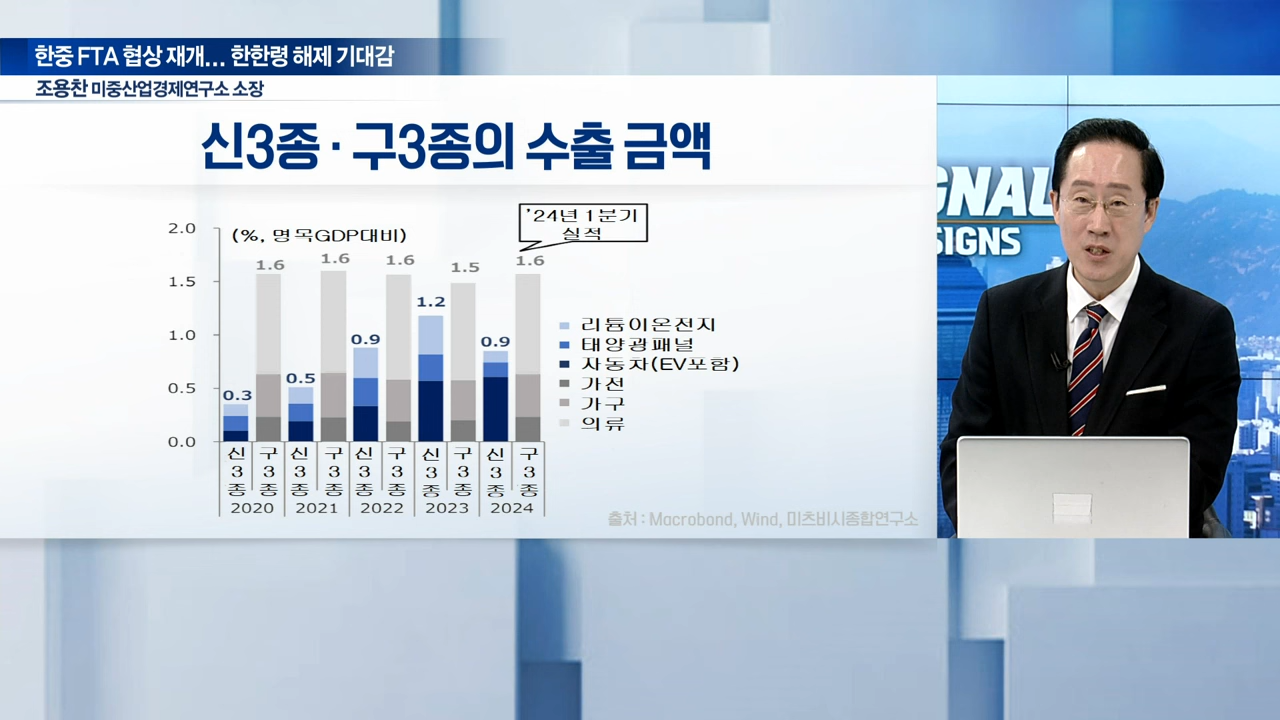 한중 FTA 협상 재개... 한한령 해제 기대감
조용찬 미중산업경제연구소 소장
신3종·구3종의 수출 금액
'24년 1분기
실적
(%, 명목GDP대비)
2.0
1.5
1.0
0.5
0.0
0.3
1.6
0.5
1.6
0.9
1.6
1.2
1.5
0.9
1.6
리튬이온전지
태양광패널
자동차(EV포함)
가전
가구
의류
신3종 구3종 신3종 구3종 신3종 구3종 신3종 구3종 신3종 구3종
2020 2021 2022 2023 2024
출처 : Macrobond, Wind, 미츠비시종합연구소
GNAL
SIGNS